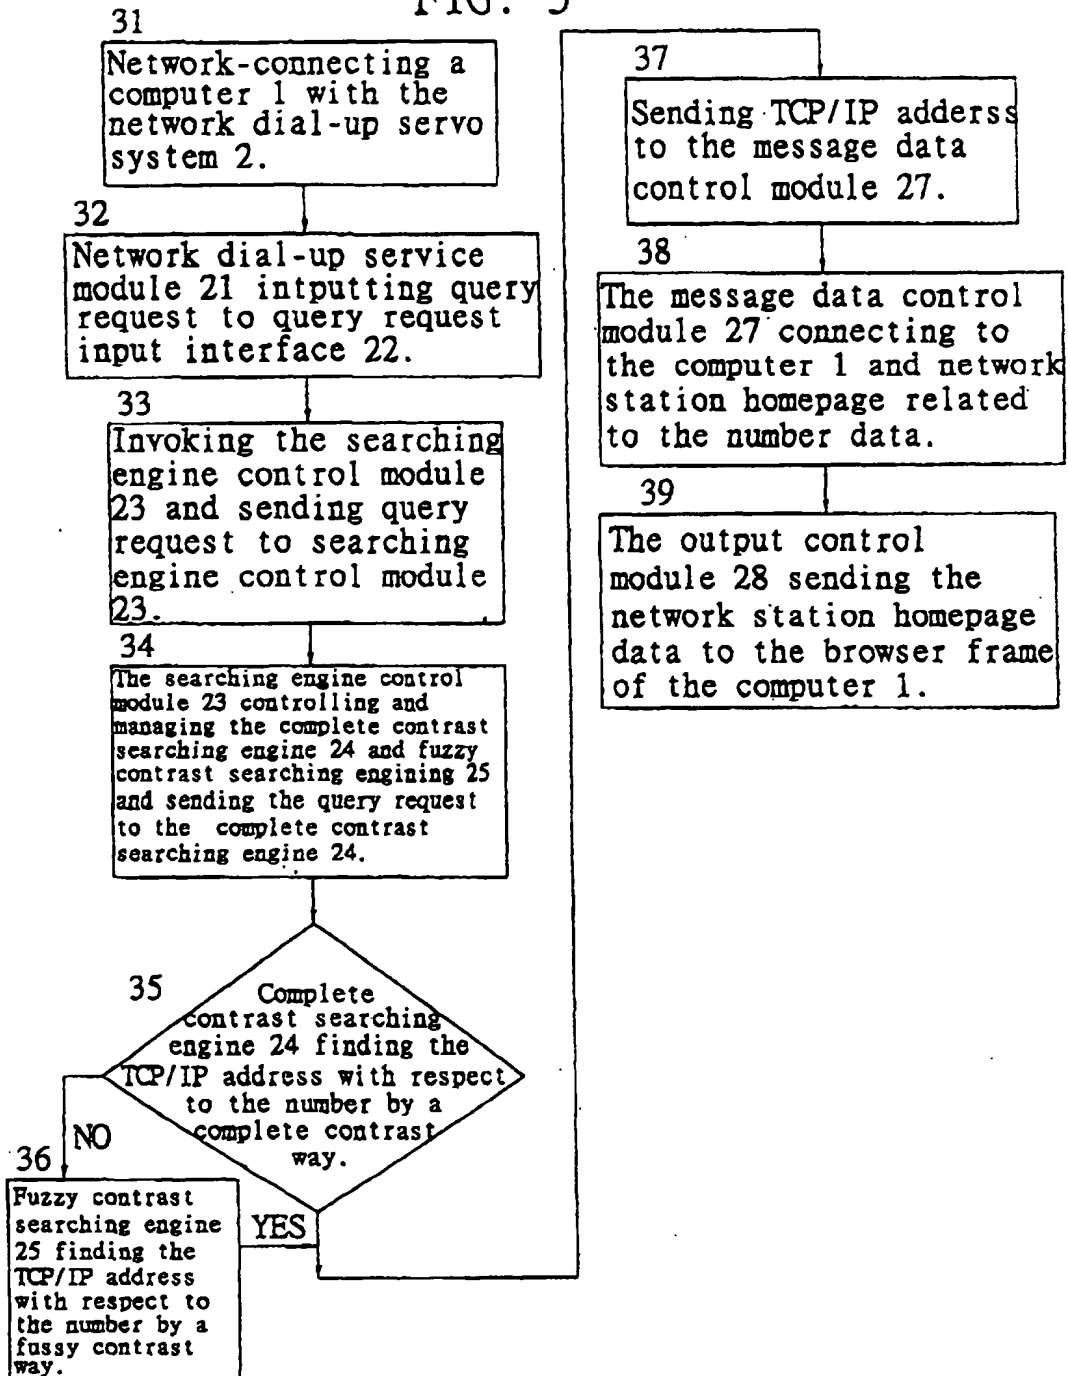 FIG. 3
31
Network-connecting a
computer 1 with the
network dial-up servo
system 2.
32
Network dial-up service
module 21 intputting query
request to query request
input interface 22.
33
Invoking the searching
engine control module
23 and sending query
request to searching
engine control module
23.
34
The searching engine control
module 23 controlling and
managing the complete contrast
searching engine 24 and fuzzy
contrast searching engining 25
and sending the query request
to the complete contrast
searching engine 24.
35
Complete
contrast searching
engine 24 finding the
TCP/IP address with respect
to the number by a
complete contrast
way.
NO
YES
36
Fuzzy contrast
searching engine
25 finding the
TCP/IP address
with respect to
the number by a
fussy contrast
way.
37
Sending TCP/IP adderss
to the message data
control module 27.
38
The message data control
module 27 connecting to
the computer 1 and network
station homepage related
to the number data.
39
The output control
module 28 sending the
network station homepage
data to the browser frame
of the computer 1.